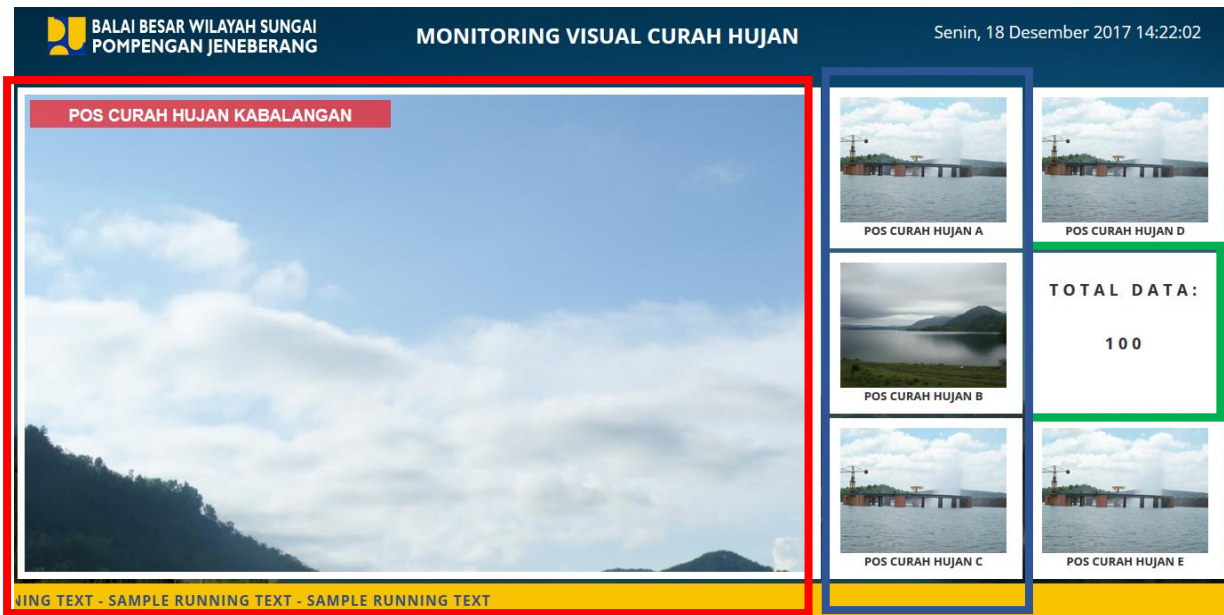 BALAI BESAR WILAYAH SUNGAI
POMPENGAN JENEBERANG
MONITORING VISUAL CURAH HUJAN
Senin, 18 Desember 2017 14:22:02
POS CURAH HUJAN KABALANGAN
POS CURAH HUJAN A
POS CURAH HUJAN D
TOTAL DATA:
100
POS CURAH HUJAN B
POS CURAH HUJAN C
POS CURAH HUJAN E
NING TEXT - SAMPLE RUNNING TEXT - SAMPLE RUNNING TEXT